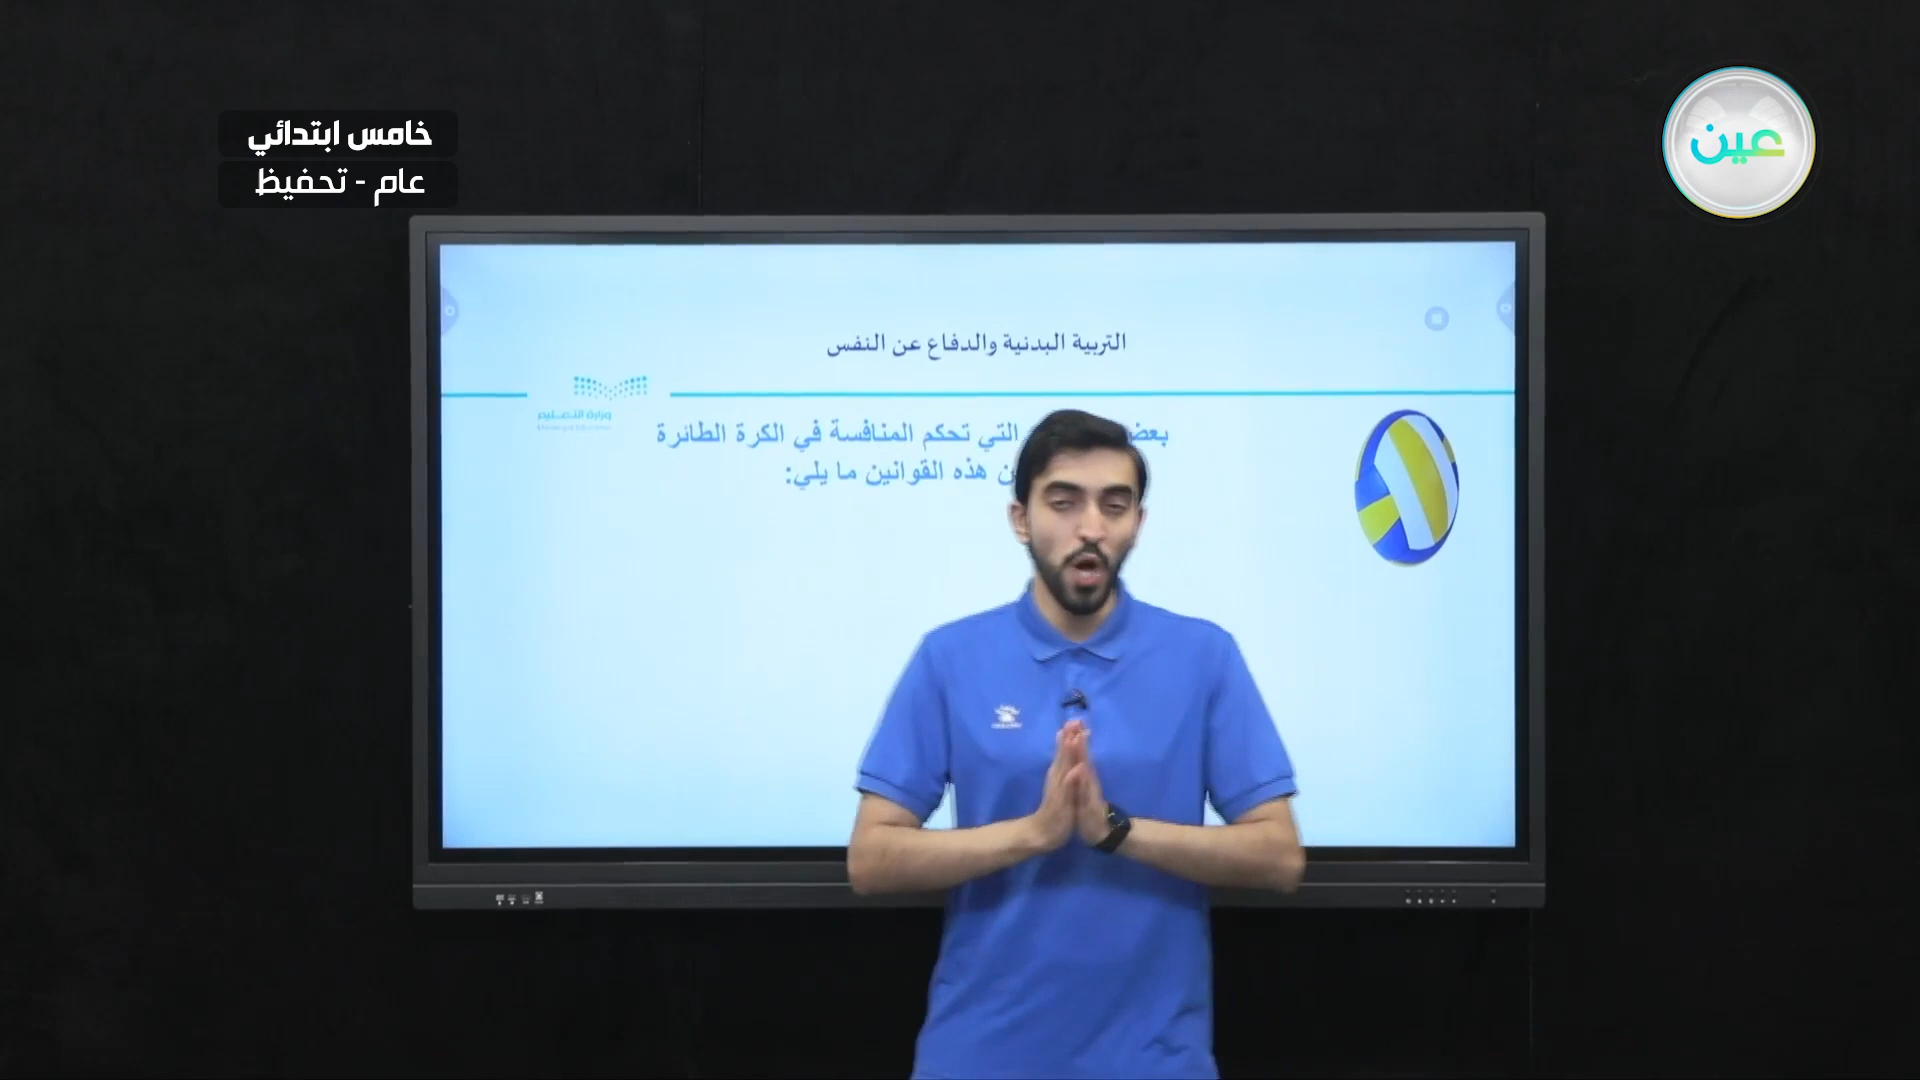 خامس ابتدائي
عام - تحفيظ
عين
التربية البدنية والدفاع عن النفس
وزارة التعليم
بعض التي تحكم المنافسة في الكرة الطائرة
هذه القوانين ما يلي: